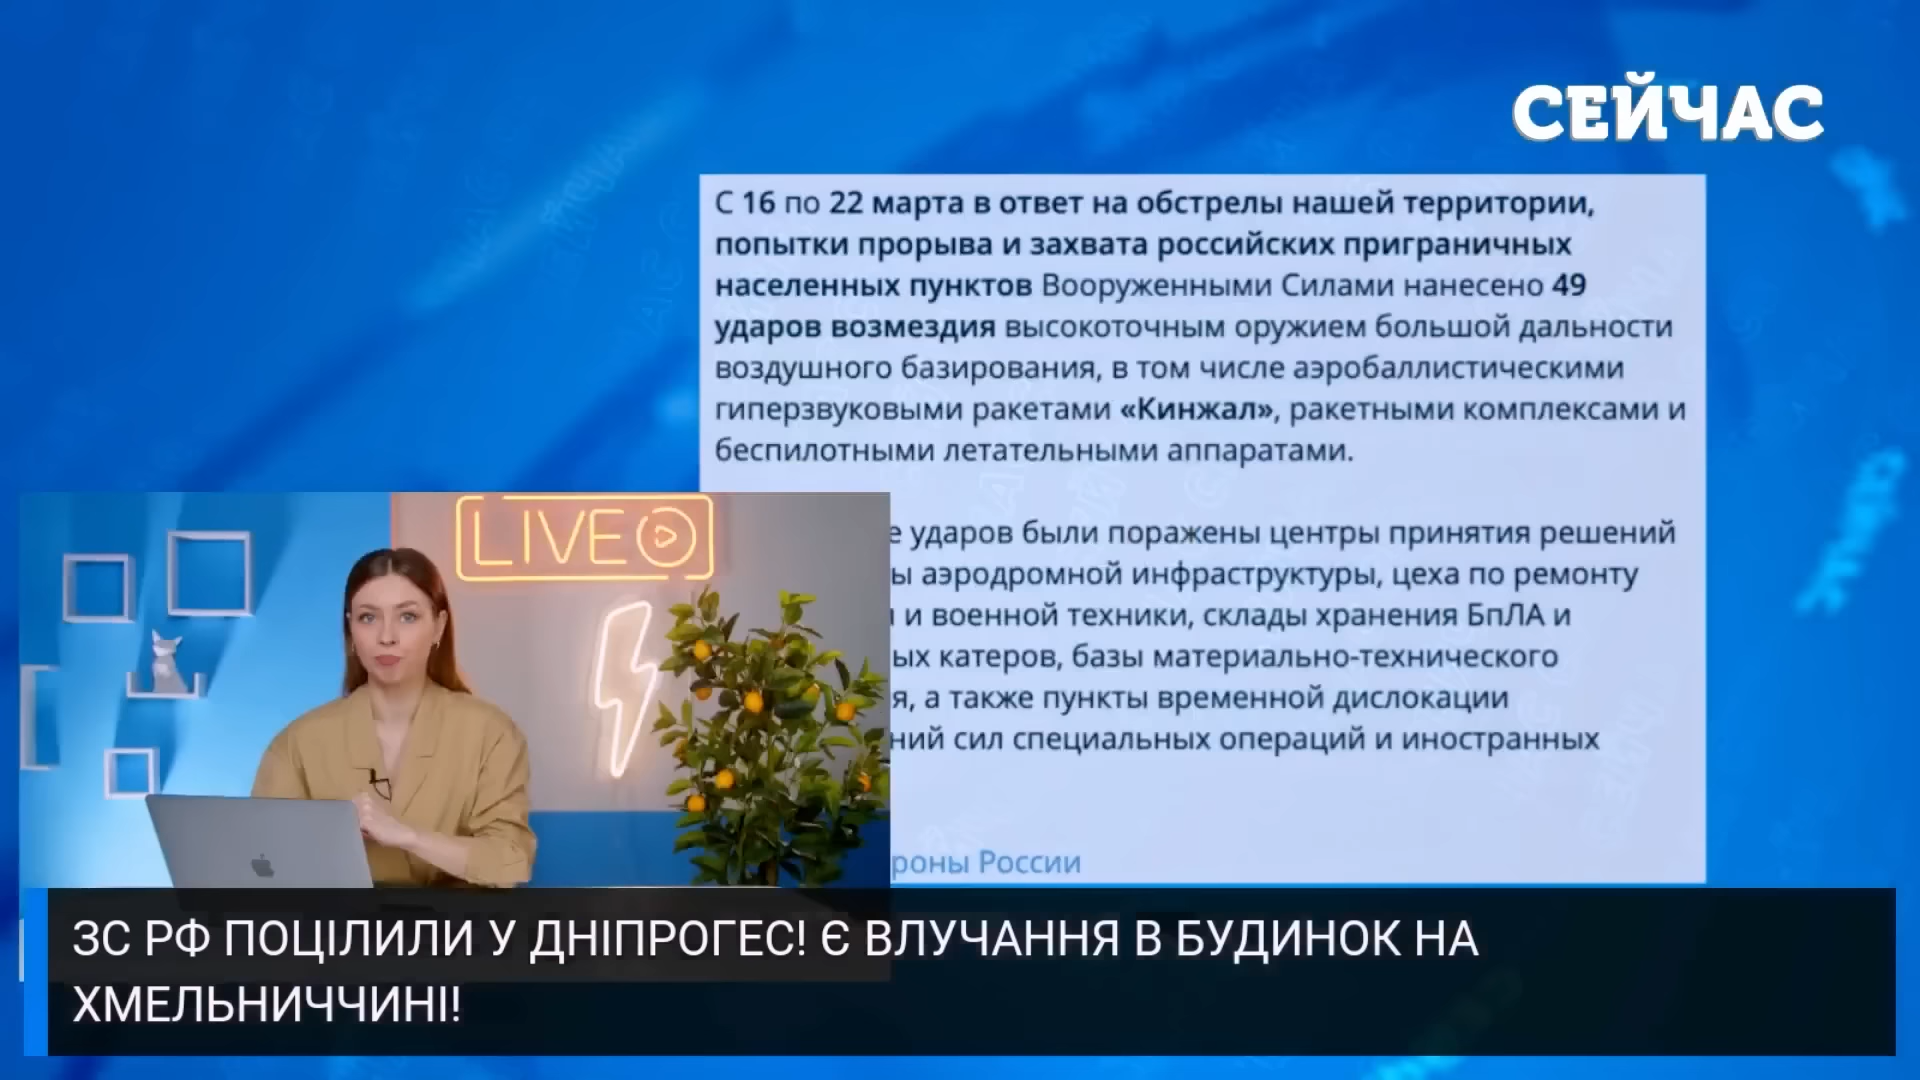 СЕЙЧАС
С 16 по 22 марта в ответ на обстрелы нашей территории,
попытки прорыва и захвата российских приграничных
населенных пунктов Вооруженными Силами нанесено 49
ударов возмездия высокоточным оружием большой дальности
воздушного базирования, в том числе аэробаллистическими
гиперзвуковыми ракетами «Кинжал», ракетными комплексами и
беспилотными летательными аппаратами.
ударов были поражены центры принятия решений
аэродромной инфраструктуры, цеха по ремонту
и военной техники, склады хранения БпЛА и
катеров, базы материально-технического
а также пункты временной дислокации
сил специальных операций и иностранных
России
LIVE
ЗС РФ ПОЦІЛИЛИ У ДНІПРОГЕС! Є ВЛУЧАННЯ В БУДИНОК НА
ХМЕЛЬНИЧЧИНІ!